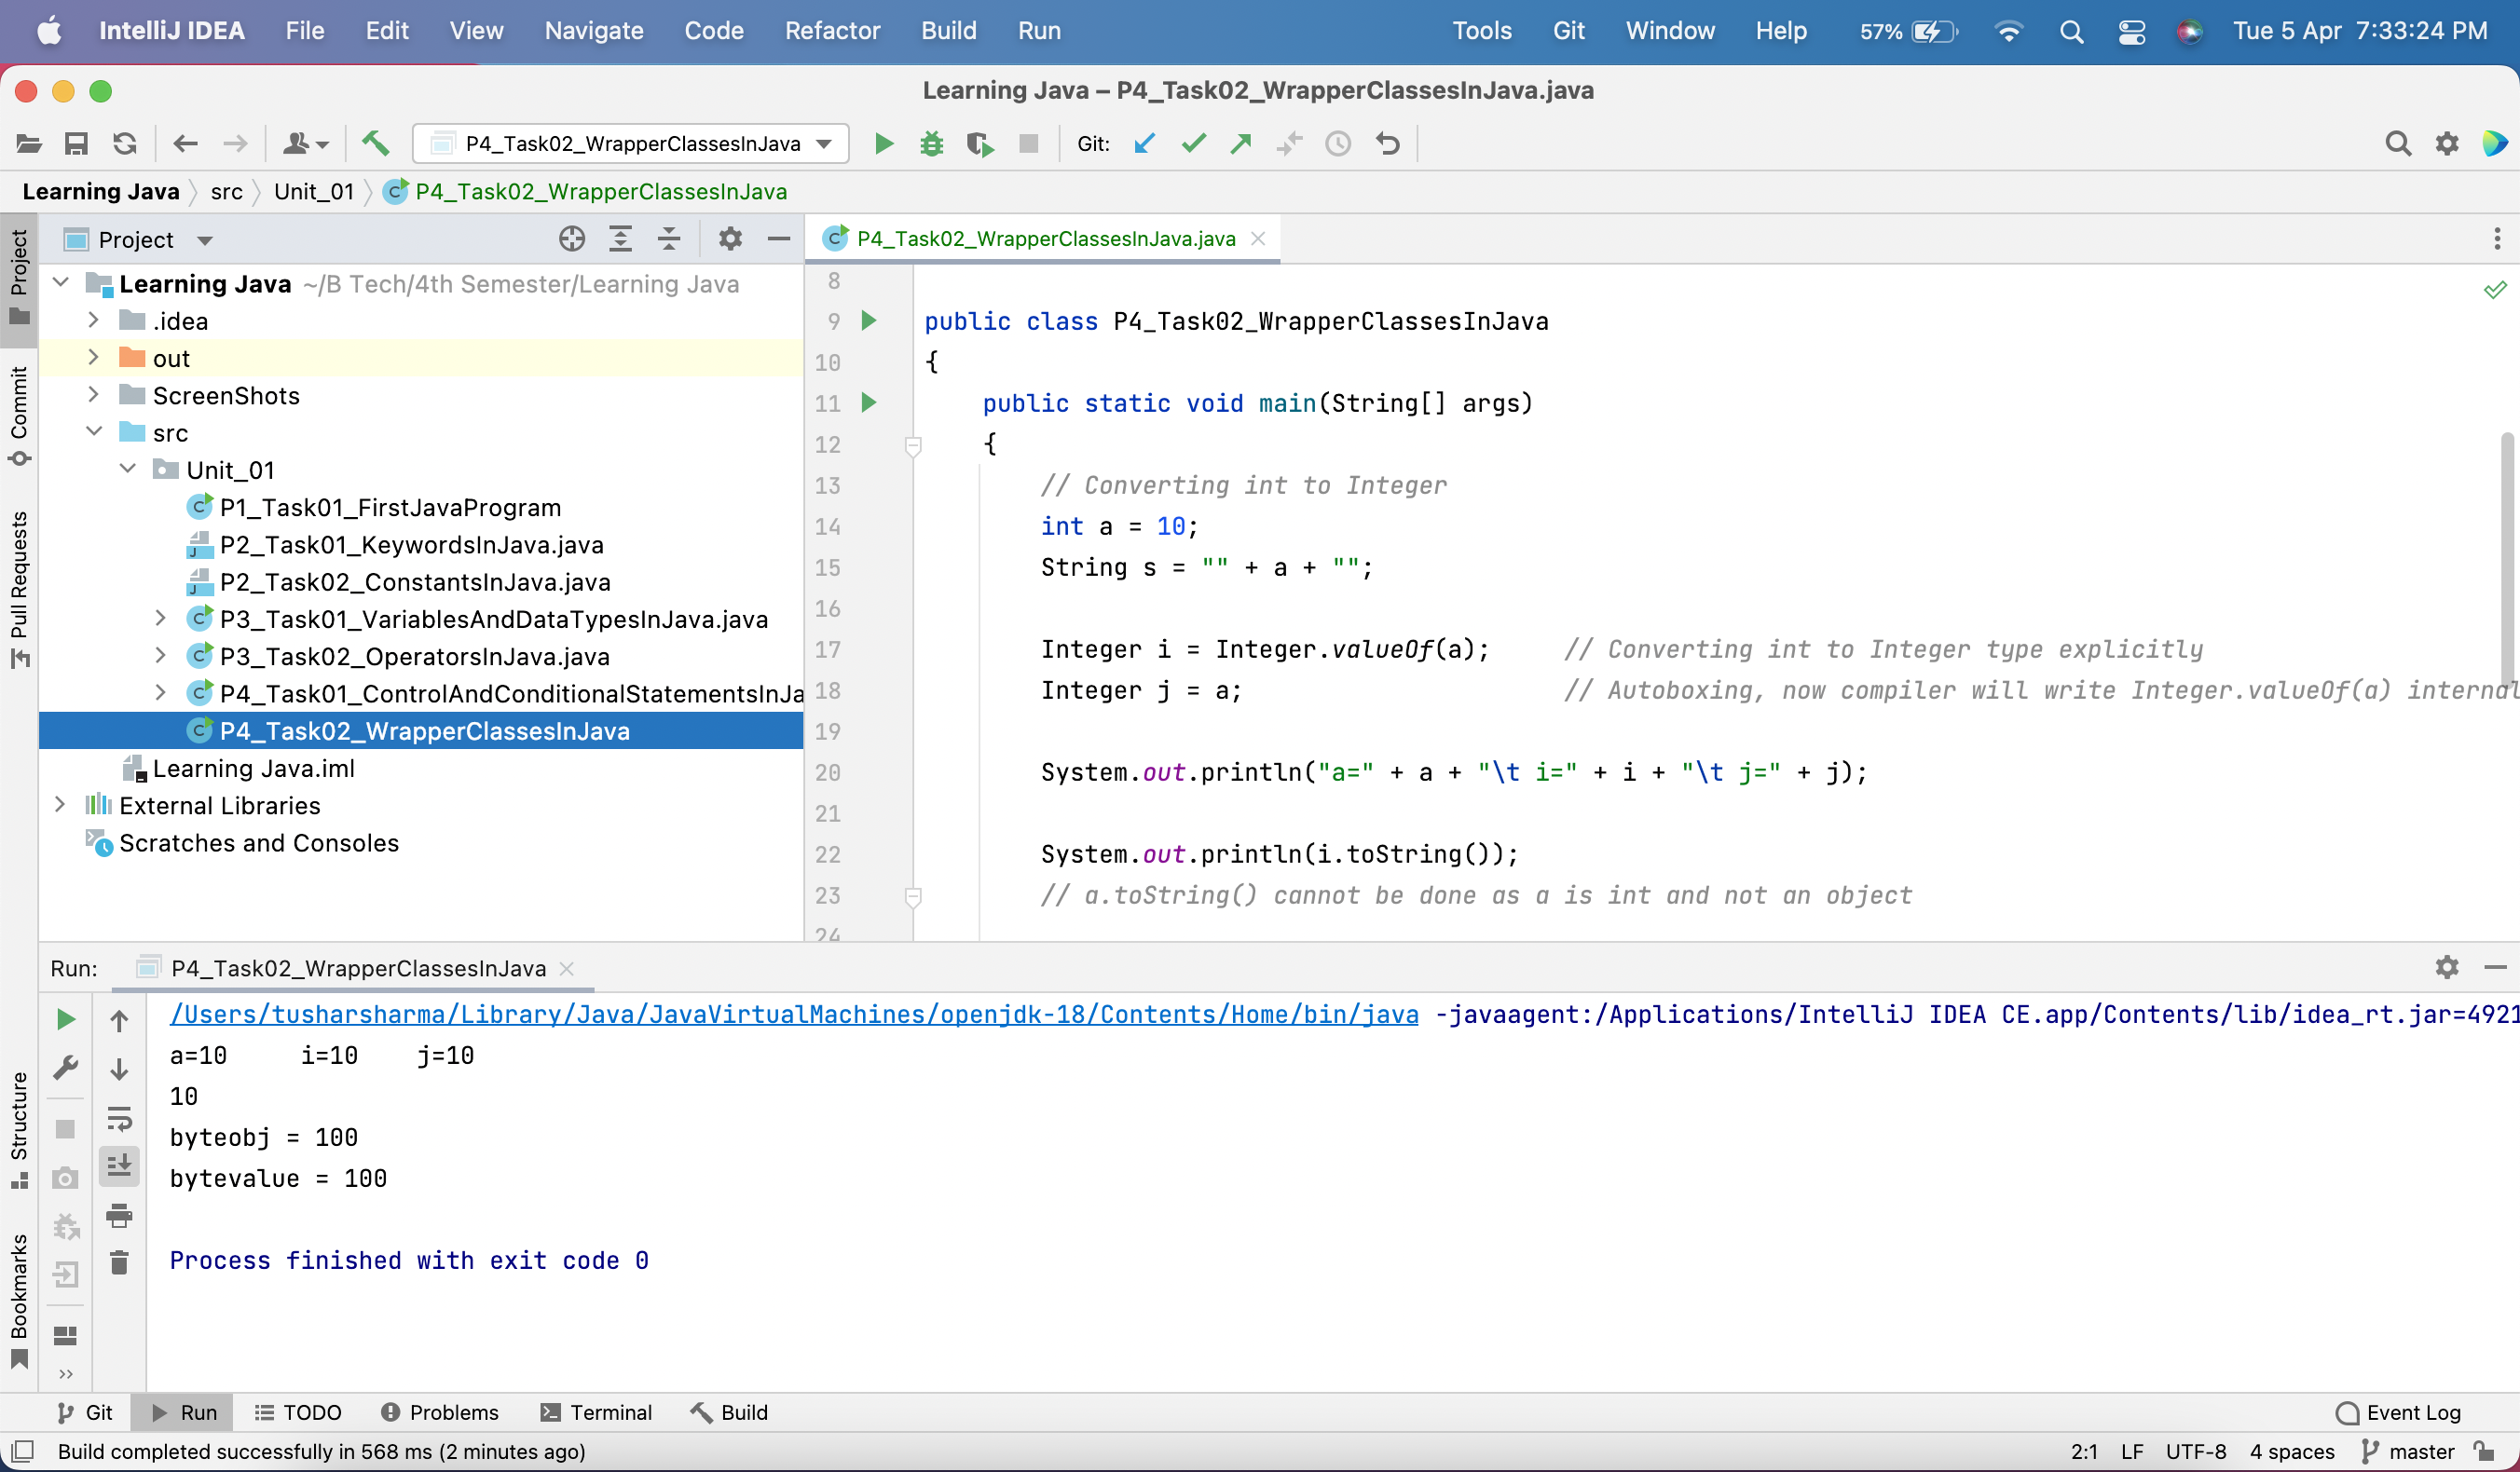 IntelliJ IDEA File Edit View Navigate Code Refactor Build Run Tools Git Window Help 57% Tue 5 Apr 7:33:24 PM
Learning Java – P4_Task02_WrapperClassesInJava.java
P4_Task02_WrapperClassesInJava Git:
Learning Java src Unit_01 P4_Task02_WrapperClassesInJava
Project
Commit
Pull Requests
Structure
Bookmarks
Project
Learning Java ~/B Tech/4th Semester/Learning Java
.idea
out
ScreenShots
src
Unit_01
P1_Task01_FirstJavaProgram
P2_Task01_KeywordsInJava.java
P2_Task02_ConstantsInJava.java
P3_Task01_VariablesAndDataTypesInJava.java
P3_Task02_OperatorsInJava.java
P4_Task01_ControlAndConditionalStatementsInJa
P4_Task02_WrapperClassesInJava
Learning Java.iml
External Libraries
Scratches and Consoles
P4_Task02_WrapperClassesInJava.java
8
9 public class P4_Task02_WrapperClassesInJava
10 {
11 public static void main(String[] args)
12 {
13 // Converting int to Integer
14 int a = 10;
15 String s = "" + a + "";
16
17 Integer i = Integer.valueOf(a); // Converting int to Integer type explicitly
18 Integer j = a; // Autoboxing, now compiler will write Integer.valueOf(a) internal
19
20 System.out.println("a=" + a + "\t i=" + i + "\t j=" + j);
21
22 System.out.println(i.toString());
23 // a.toString() cannot be done as a is int and not an object
24
Run: P4_Task02_WrapperClassesInJava
/Users/tusharsharma/Library/Java/JavaVirtualMachines/openjdk-18/Contents/Home/bin/java -javaagent:/Applications/IntelliJ IDEA CE.app/Contents/lib/idea_rt.jar=4921
a=10 i=10 j=10
10
byteobj = 100
bytevalue = 100
Process finished with exit code 0
Git Run TODO Problems Terminal Build Event Log
Build completed successfully in 568 ms (2 minutes ago) 2:1 LF UTF-8 4 spaces master